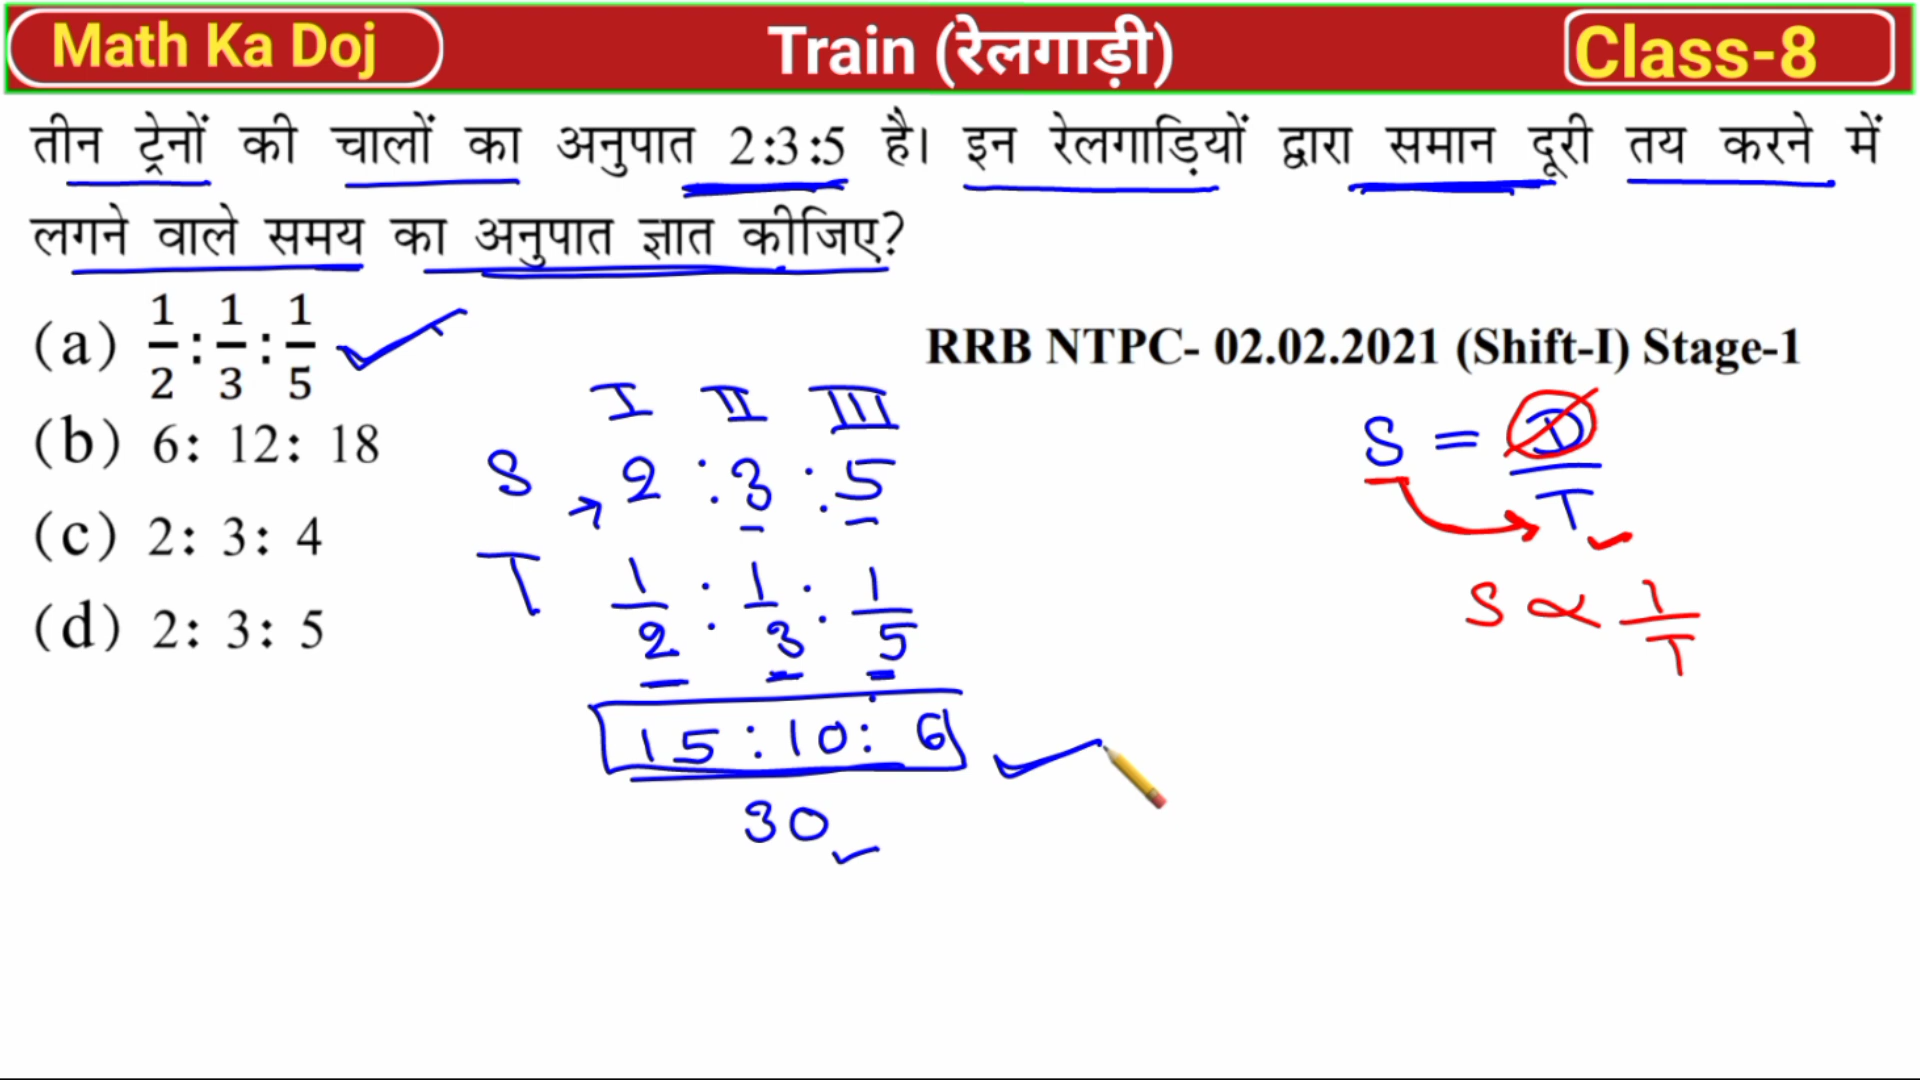 Math Ka Doj
Train (रेलगाड़ी)
Class-8
तीन ट्रेनों की चालों का अनुपात 2:3:5 है। इन रेलगाड़ियों द्वारा समान दूरी तय करने में
लगने वाले समय का अनुपात ज्ञात कीजिए?
(a) 1/2 : 1/3 : 1/5
RRB NTPC- 02.02.2021 (Shift-I) Stage-1
(b) 6: 12: 18
(c) 2: 3: 4
(d) 2: 3: 5
I II III
S → 2 : 3 : 5
T 1/2 : 1/3 : 1/5
15 : 10 : 6
30
S = D/T
S ∝ 1/T